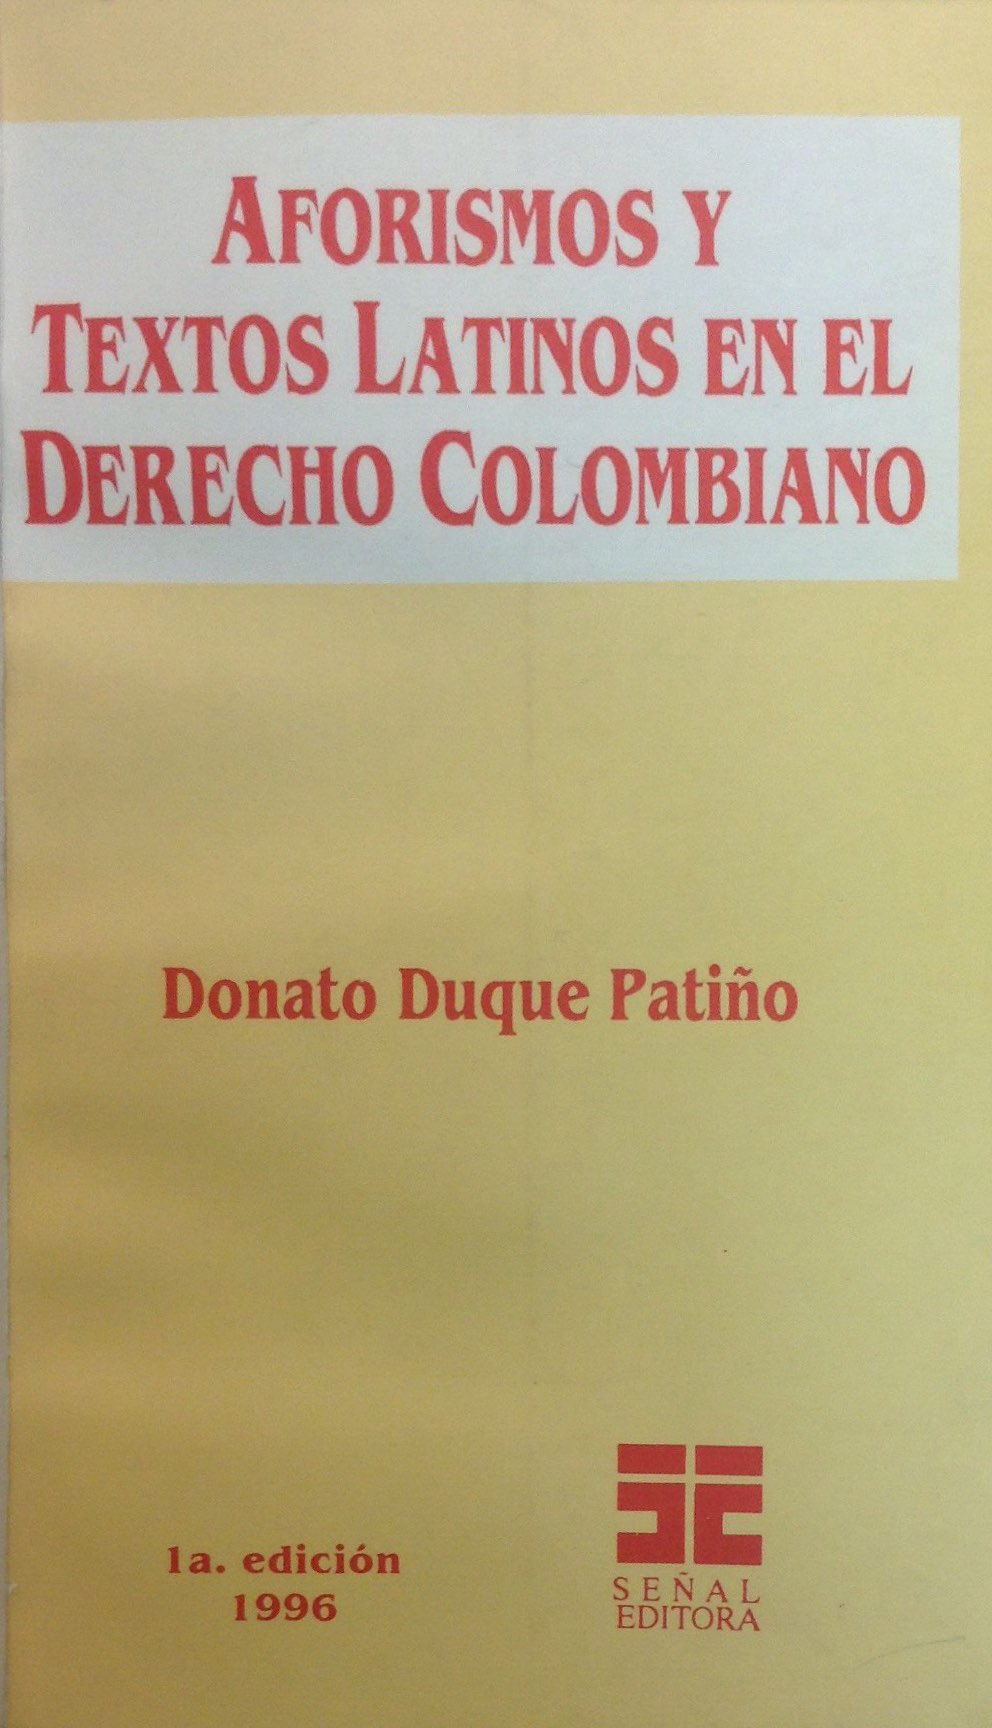 AFORISMOS Y
TEXTOS LATINOS EN EL
DERECHO COLOMBIANO
Donato Duque Patiño
1a. edición
1996
SEÑAL
EDITORA